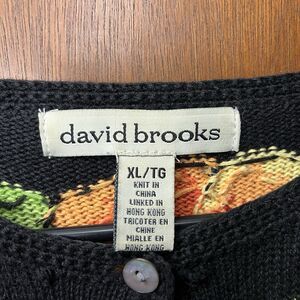 david brooks
XL/TG
KNIT IN
CHINA
LINKED IN
HONG KONG
TRICOTER EN
CHINE
MIALLE EN
HONG KONG